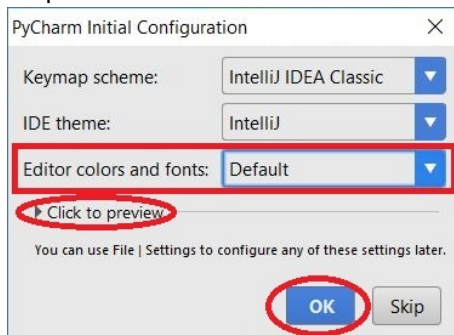 PyCharm Initial Configuration
Keymap scheme: IntelliJ IDEA Classic
IDE theme: IntelliJ
Editor colors and fonts: Default
Click to preview
You can use File | Settings to configure any of these settings later.
OK Skip